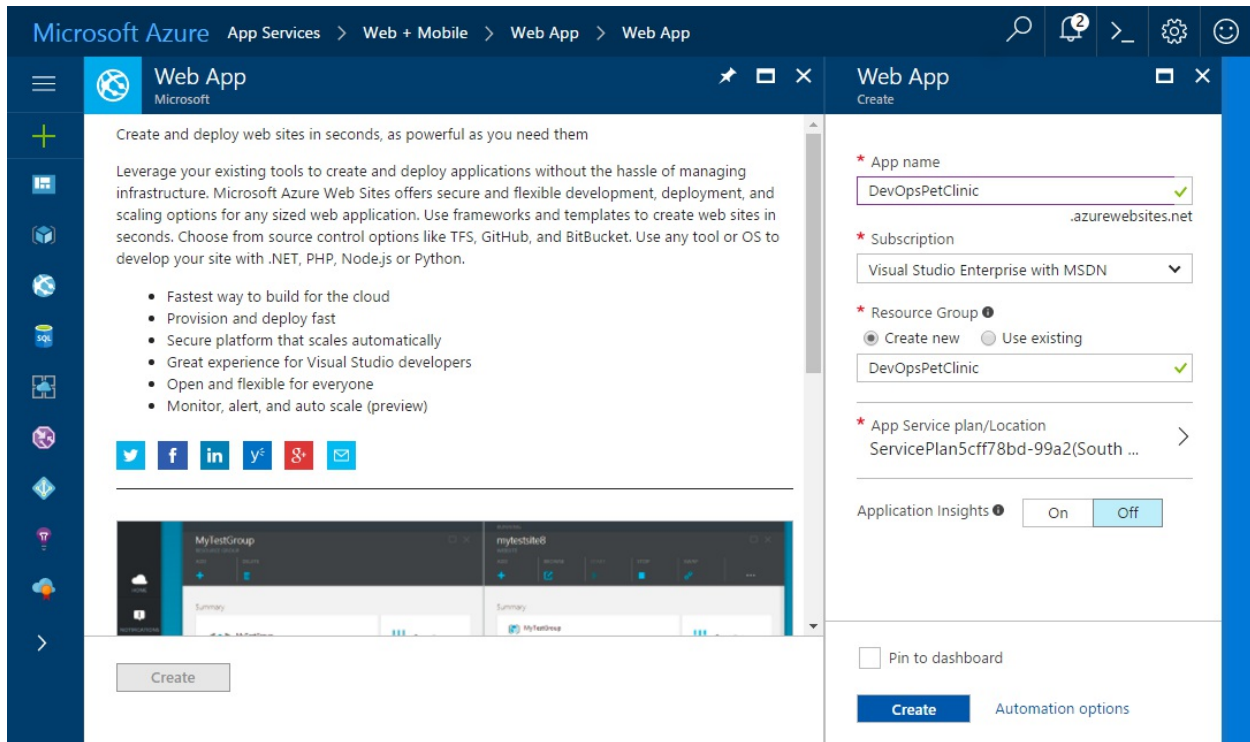 Microsoft Azure App Services > Web + Mobile > Web App > Web App
2
Web App
Microsoft
Create and deploy web sites in seconds, as powerful as you need them
Leverage your existing tools to create and deploy applications without the hassle of managing
infrastructure. Microsoft Azure Web Sites offers secure and flexible development, deployment, and
scaling options for any sized web application. Use frameworks and templates to create web sites in
seconds. Choose from source control options like TFS, GitHub, and BitBucket. Use any tool or OS to
develop your site with .NET, PHP, Node.js or Python.
• Fastest way to build for the cloud
• Provision and deploy fast
• Secure platform that scales automatically
• Great experience for Visual Studio developers
• Open and flexible for everyone
• Monitor, alert, and auto scale (preview)
MyTestGroup
mytestsite8
Summary
Summary
MyTestGroup
MyTestGroup
Create
SQL
Web App
Create
* App name
DevOpsPetClinic
.azurewebsites.net
* Subscription
Visual Studio Enterprise with MSDN
* Resource Group
Create new Use existing
DevOpsPetClinic
* App Service plan/Location
ServicePlan5cff78bd-99a2(South ...
Application Insights On Off
Pin to dashboard
Create Automation options